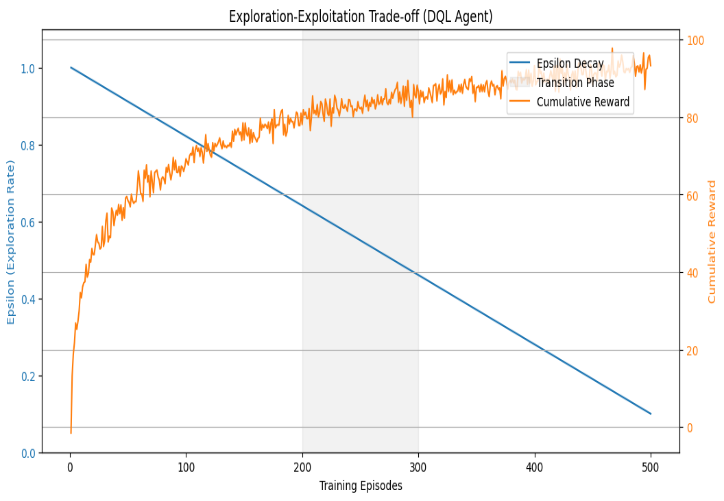 Exploration-Exploitation Trade-off (DQL Agent)
Epsilon (Exploration Rate)
1.0
0.8
0.6
0.4
0.2
0.0
Epsilon Decay
Transition Phase
Cumulative Reward
100
80
60
40
20
0
Cumulative Reward
0
100
200
300
400
500
Training Episodes